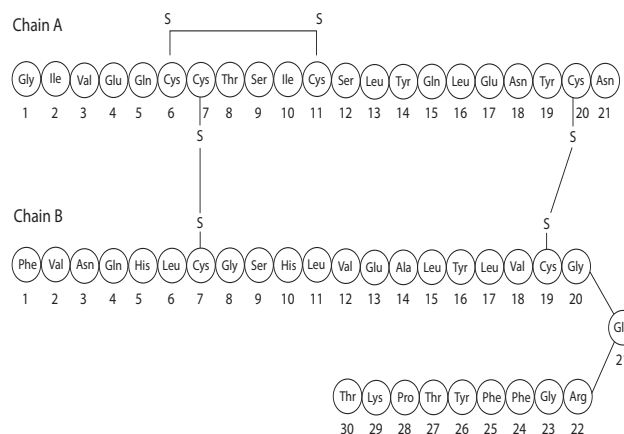 Chain A
S S
Gly Ile Val Glu Gln Cys Cys Thr Ser Ile Cys Ser Leu Tyr Gln Leu Glu Asn Tyr Cys Asn
1 2 3 4 5 6 7 8 9 10 11 12 13 14 15 16 17 18 19 20 21
S S
Chain B
S S
Phe Val Asn Gln His Leu Cys Gly Ser His Leu Val Glu Ala Leu Tyr Leu Val Cys Gly
1 2 3 4 5 6 7 8 9 10 11 12 13 14 15 16 17 18 19 20
Thr Lys Pro Thr Tyr Phe Phe Gly Arg
30 29 28 27 26 25 24 23 22